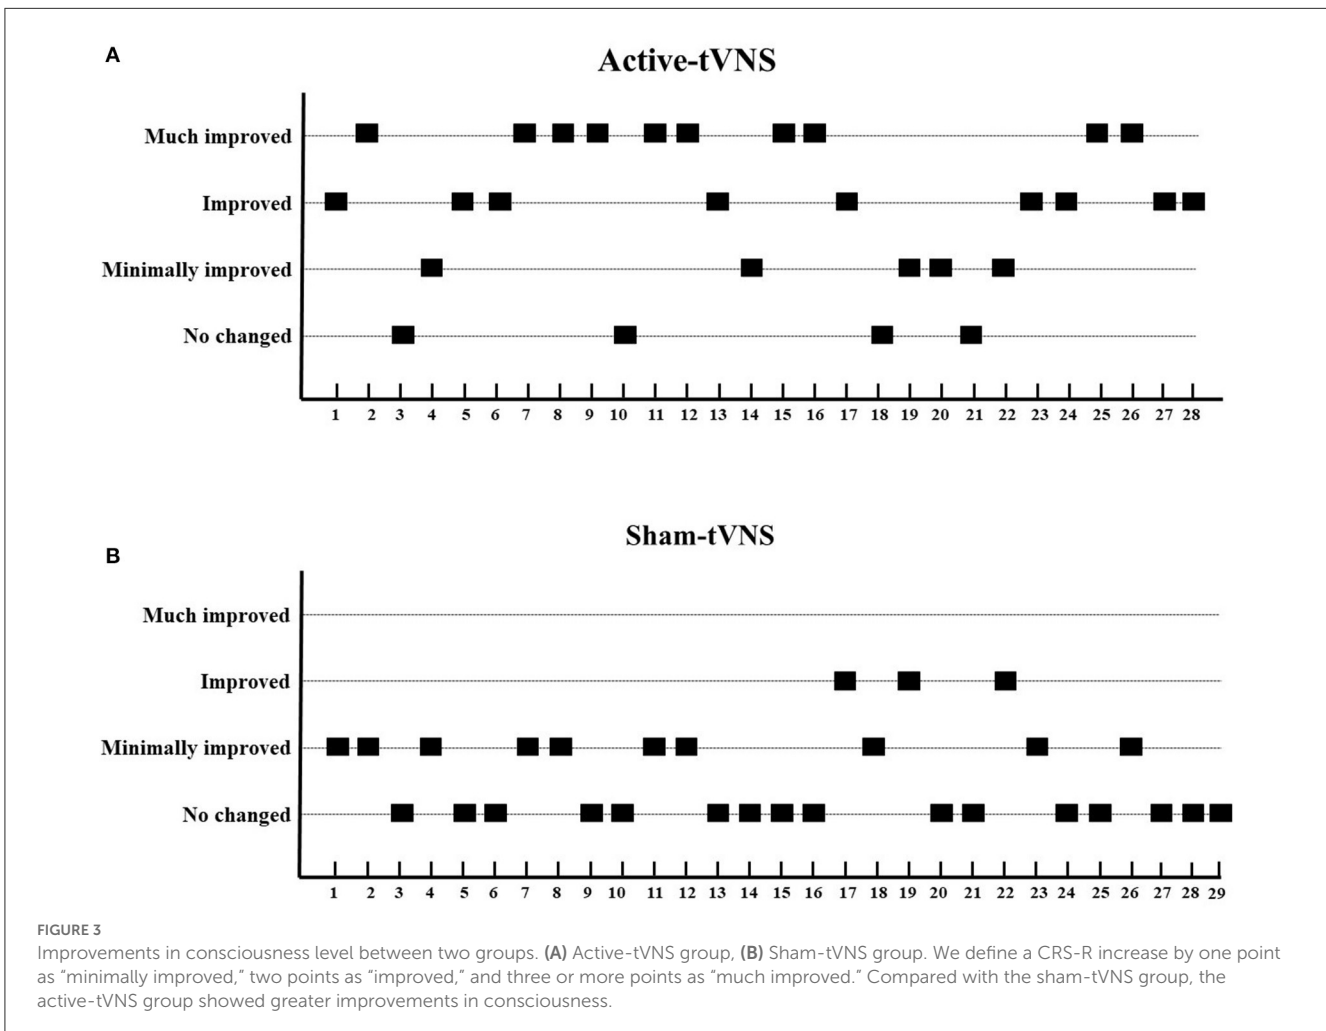 A
Active-tVNS
Much improved
Improved
Minimally improved
No changed
1 2 3 4 5 6 7 8 9 10 11 12 13 14 15 16 17 18 19 20 21 22 23 24 25 26 27 28
B
Sham-tVNS
Much improved
Improved
Minimally improved
No changed
1 2 3 4 5 6 7 8 9 10 11 12 13 14 15 16 17 18 19 20 21 22 23 24 25 26 27 28 29
FIGURE 3
Improvements in consciousness level between two groups. (A) Active-tVNS group, (B) Sham-tVNS group. We define a CRS-R increase by one point
as “minimally improved,” two points as “improved,” and three or more points as “much improved.” Compared with the sham-tVNS group, the
active-tVNS group showed greater improvements in consciousness.